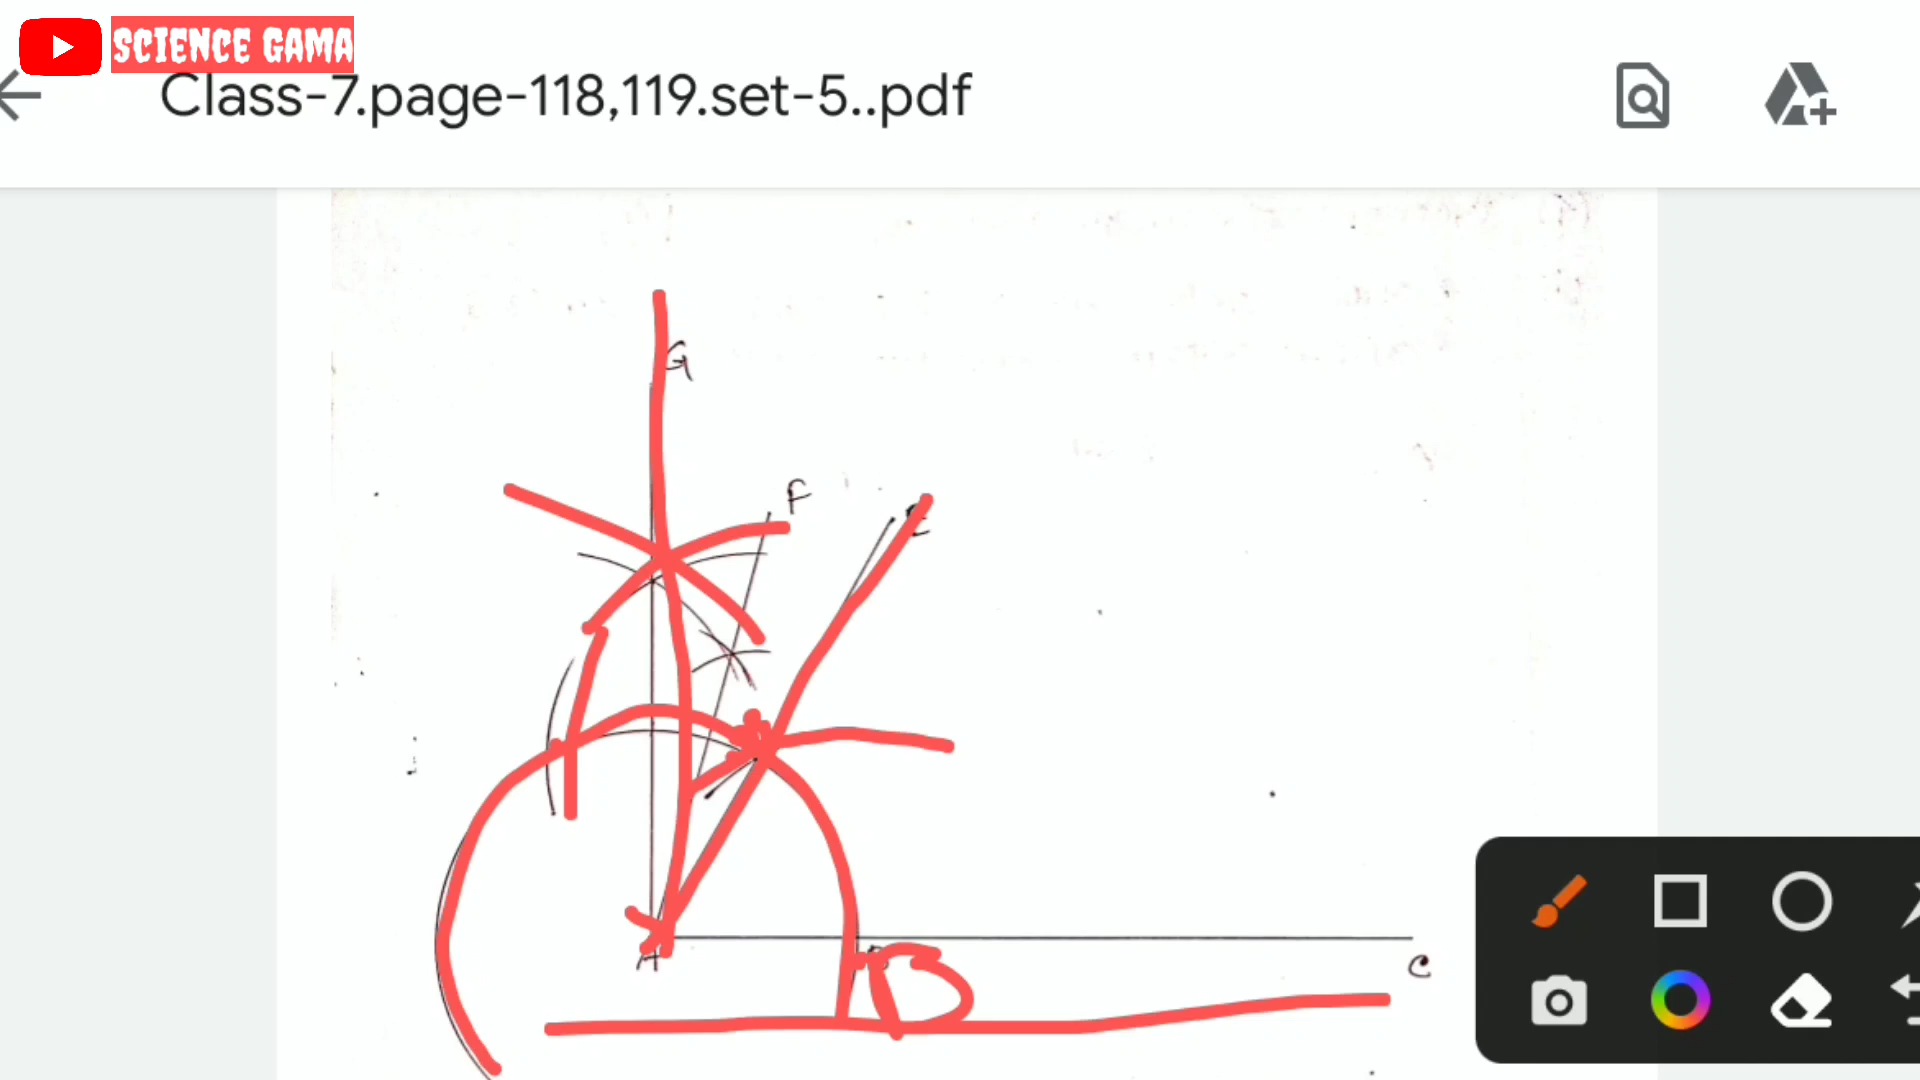 SCIENCE GAMA
Class-7.page-118,119.set-5..pdf
G
F
E
A
B
C